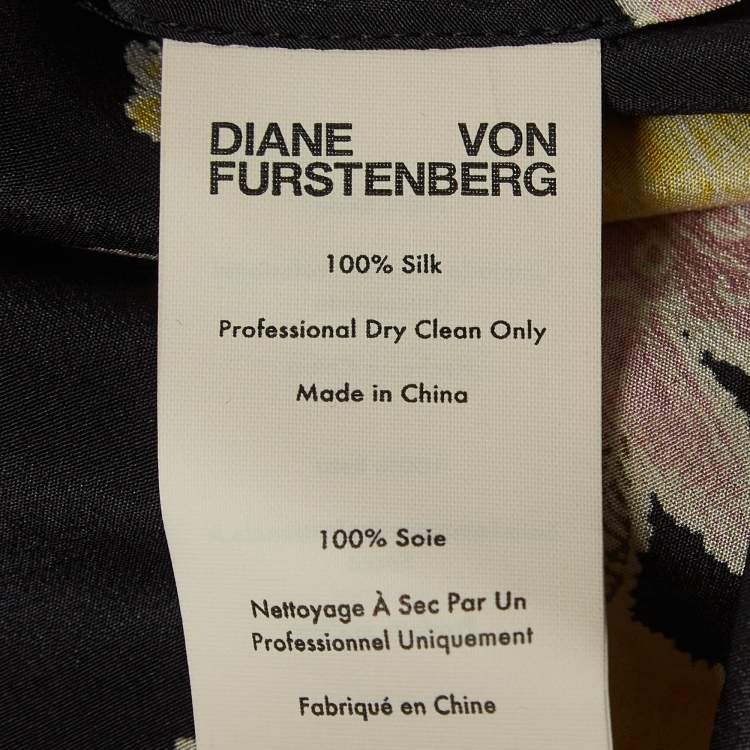 DIANE VON
FURSTENBERG
100% Silk
Professional Dry Clean Only
Made in China
100% Soie
Nettoyage À Sec Par Un
Professionnel Uniquement
Fabriqué en Chine